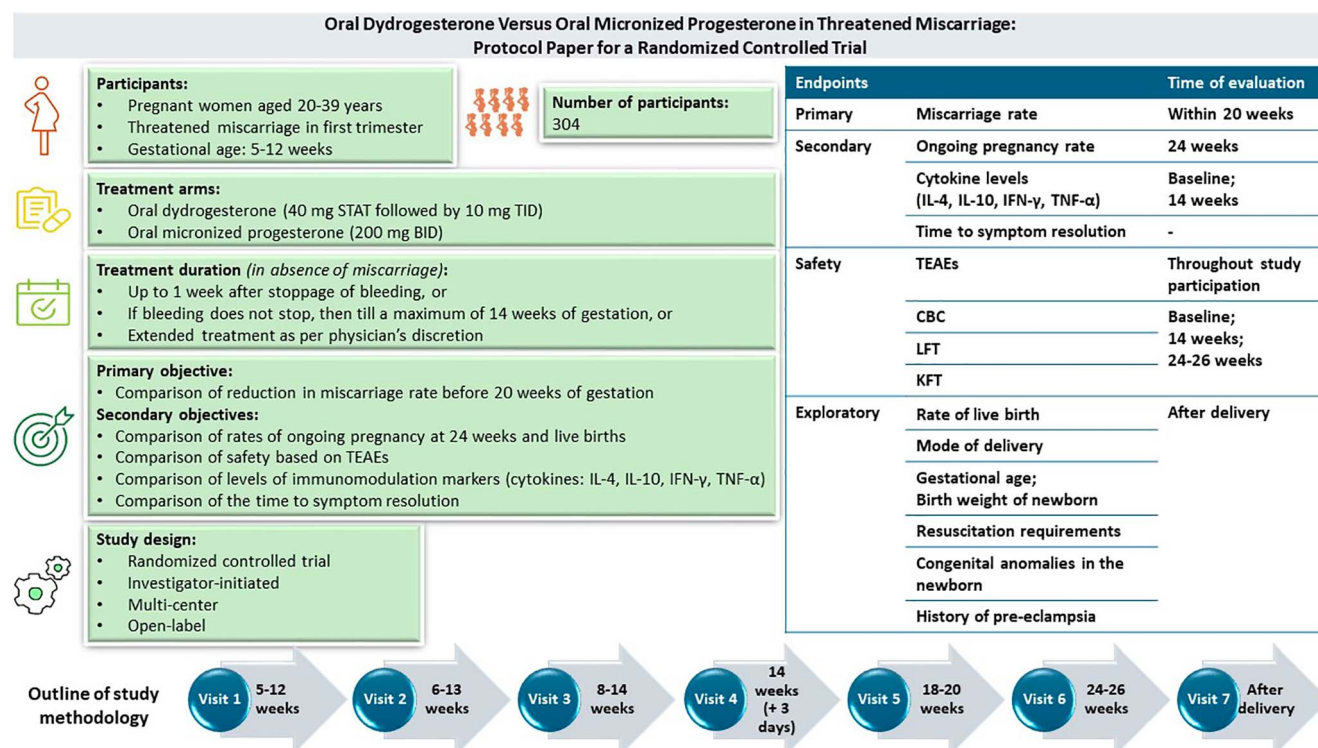 Oral Dydrogesterone Versus Oral Micronized Progesterone in Threatened Miscarriage:
Protocol Paper for a Randomized Controlled Trial
Participants:
• Pregnant women aged 20-39 years
• Threatened miscarriage in first trimester
• Gestational age: 5-12 weeks
Number of participants:
304
Treatment arms:
• Oral dydrogesterone (40 mg STAT followed by 10 mg TID)
• Oral micronized progesterone (200 mg BID)
Treatment duration (in absence of miscarriage):
• Up to 1 week after stoppage of bleeding, or
• If bleeding does not stop, then till a maximum of 14 weeks of gestation, or
• Extended treatment as per physician's discretion
Primary objective:
• Comparison of reduction in miscarriage rate before 20 weeks of gestation
Secondary objectives:
• Comparison of rates of ongoing pregnancy at 24 weeks and live births
• Comparison of safety based on TEAEs
• Comparison of levels of immunomodulation markers (cytokines: IL-4, IL-10, IFN-γ, TNF-α)
• Comparison of the time to symptom resolution
Study design:
• Randomized controlled trial
• Investigator-initiated
• Multi-center
• Open-label
Endpoints Time of evaluation
Primary Miscarriage rate Within 20 weeks
Secondary Ongoing pregnancy rate 24 weeks
Cytokine levels Baseline;
(IL-4, IL-10, IFN-γ, TNF-α) 14 weeks
Time to symptom resolution -
Safety TEAEs Throughout study
participation
CBC Baseline;
LFT 14 weeks;
24-26 weeks
KFT
Exploratory Rate of live birth After delivery
Mode of delivery
Gestational age;
Birth weight of newborn
Resuscitation requirements
Congenital anomalies in the
newborn
History of pre-eclampsia
Outline of study
methodology
Visit 1
5-12
weeks
Visit 2
6-13
weeks
Visit 3
8-14
weeks
Visit 4
14
weeks
(+ 3
days)
Visit 5
18-20
weeks
Visit 6
24-26
weeks
Visit 7
After
delivery